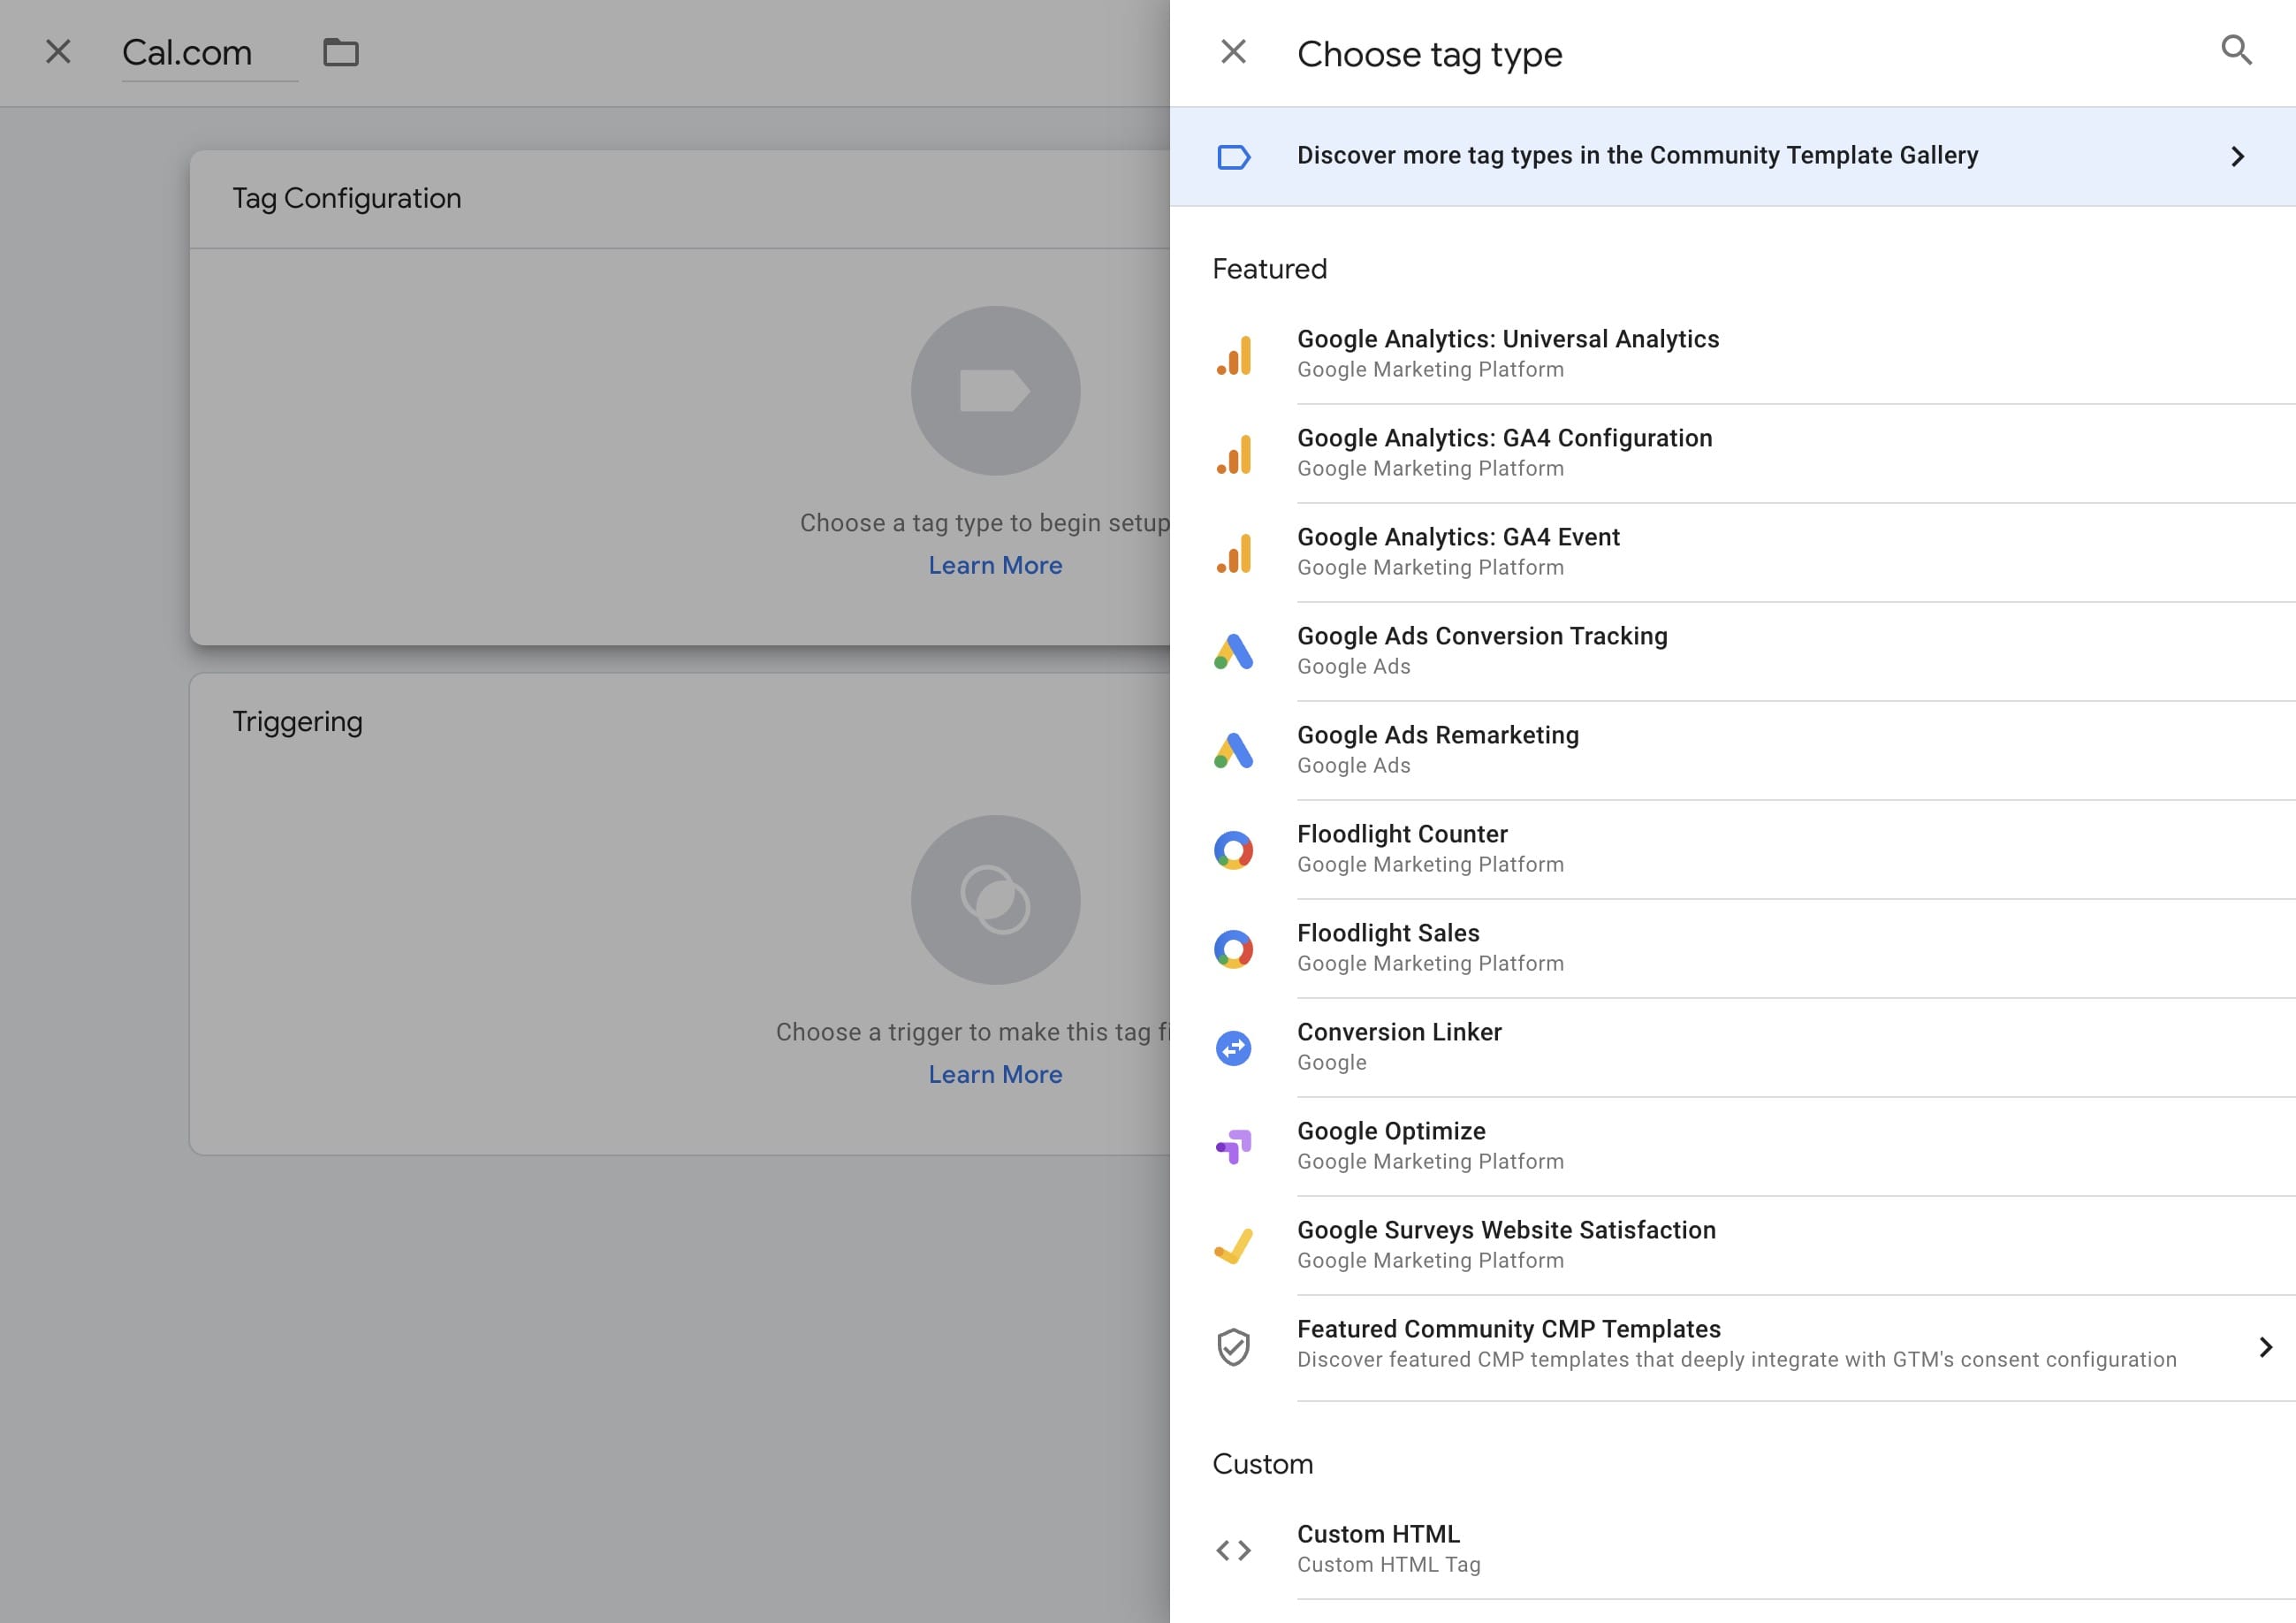 Cal.com
Tag Configuration
Choose a tag type to begin setup
Learn More
Triggering
Choose a trigger to make this tag fi
Learn More
Choose tag type
Discover more tag types in the Community Template Gallery
Featured
Google Analytics: Universal Analytics
Google Marketing Platform
Google Analytics: GA4 Configuration
Google Marketing Platform
Google Analytics: GA4 Event
Google Marketing Platform
Google Ads Conversion Tracking
Google Ads
Google Ads Remarketing
Google Ads
Floodlight Counter
Google Marketing Platform
Floodlight Sales
Google Marketing Platform
Conversion Linker
Google
Google Optimize
Google Marketing Platform
Google Surveys Website Satisfaction
Google Marketing Platform
Featured Community CMP Templates
Discover featured CMP templates that deeply integrate with GTM's consent configuration
Custom
Custom HTML
Custom HTML Tag